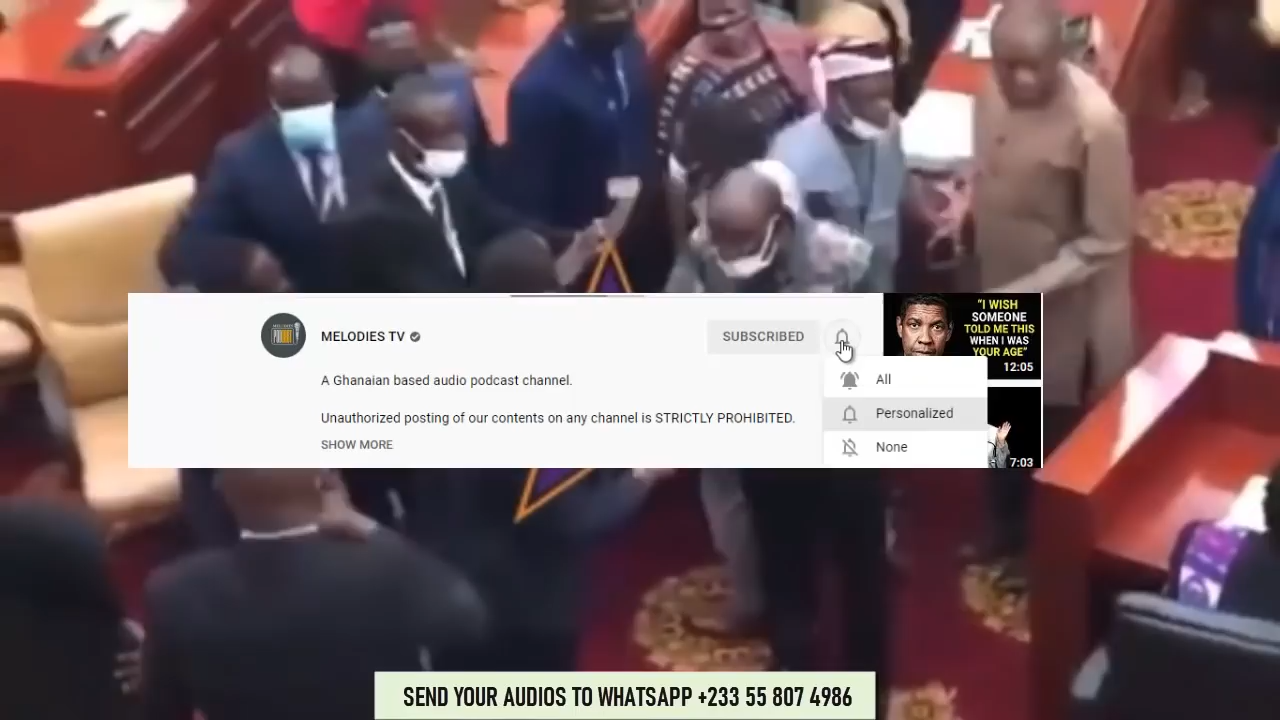 MELODIES TV
SUBSCRIBED
A Ghanaian based audio podcast channel.
Unauthorized posting of our contents on any channel is STRICTLY PROHIBITED.
SHOW MORE
All
Personalized
None
"I WISH
SOMEONE
TOLD ME THIS
WHEN I WAS
YOUR AGE"
12:05
7:03
SEND YOUR AUDIOS TO WHATSAPP +233 55 807 4986